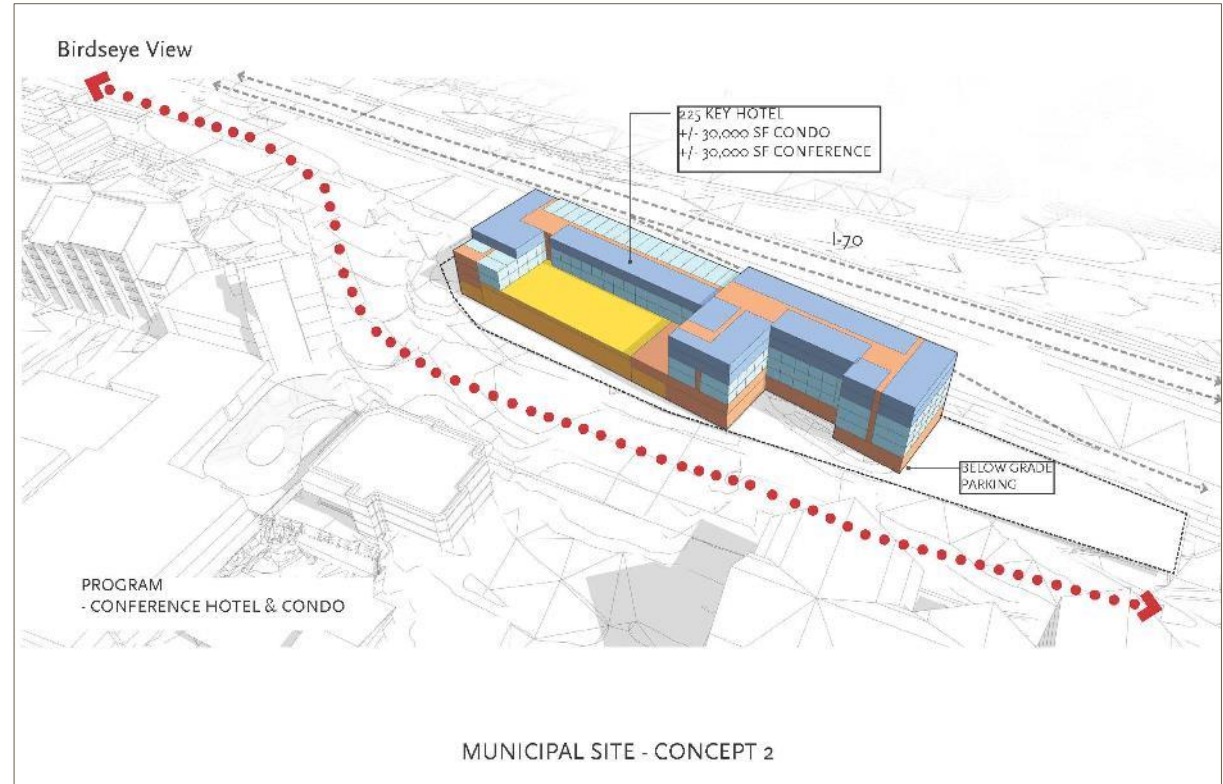 Birdseye View
225 KEY HOTEL
+/- 30,000 SF CONDO
+/- 30,000 SF CONFERENCE
I-70
BELOW GRADE
PARKING
PROGRAM
- CONFERENCE HOTEL & CONDO
MUNICIPAL SITE - CONCEPT 2